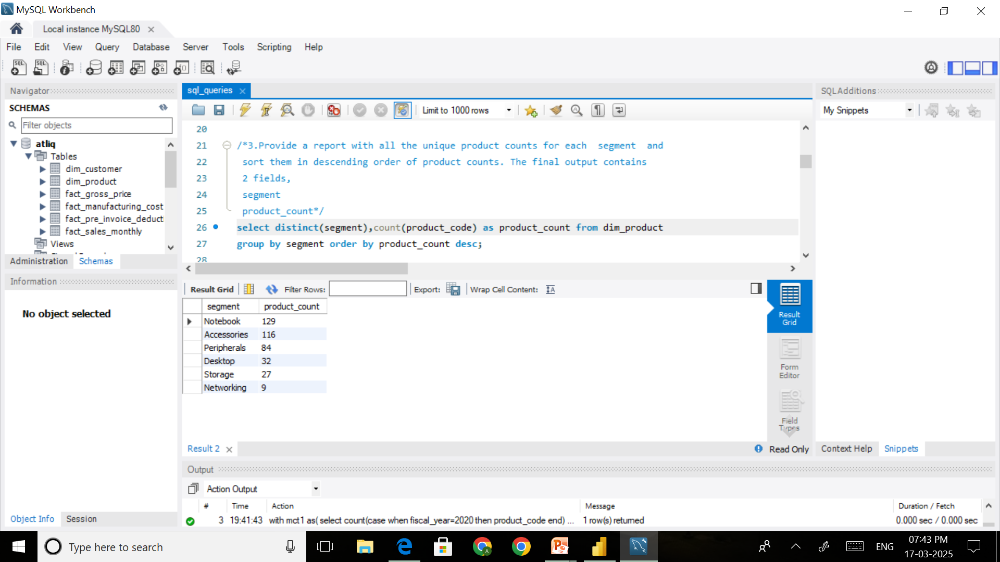 MySQL Workbench
Local instance MySQL80
File Edit View Query Database Server Tools Scripting Help
Navigator
SCHEMAS
Filter objects
atliq
Tables
dim_customer
dim_product
fact_gross_price
fact_manufacturing_cost
fact_pre_invoice_deducti
fact_sales_monthly
Views
Administration Schemas
Information
No object selected
Object Info Session
sql_queries
Limit to 1000 rows
20
21 /*3.Provide a report with all the unique product counts for each segment and
22 sort them in descending order of product counts. The final output contains
23 2 fields,
24 segment
25 product_count*/
26 select distinct(segment),count(product_code) as product_count from dim_product
27 group by segment order by product_count desc;
28
Result Grid Filter Rows: Export: Wrap Cell Content:
segment product_count
Notebook 129
Accessories 116
Peripherals 84
Desktop 32
Storage 27
Networking 9
Result Grid
Form Editor
Field Types
Result 2
Read Only
SQLAdditions
My Snippets
Context Help Snippets
Output
Action Output
# Time Action Message Duration / Fetch
3 19:41:43 with mct1 as( select count(case when fiscal_year=2020 then product_code end) ... 1 row(s) returned 0.000 sec / 0.000 sec
Type here to search
ENG
07:43 PM
17-03-2025